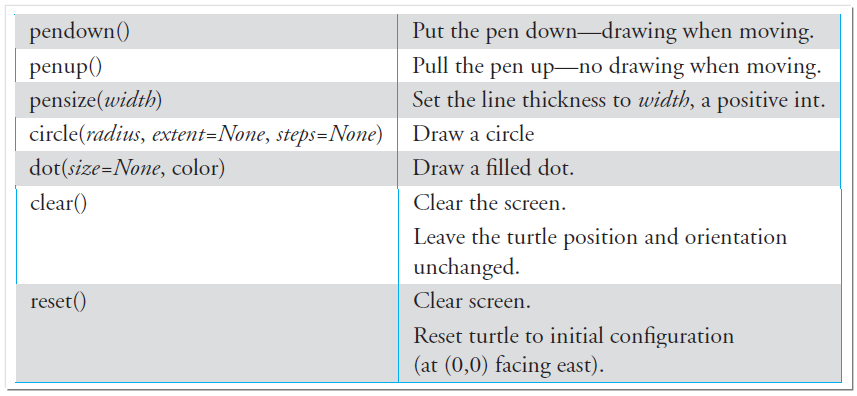 pendown() Put the pen down—drawing when moving.
penup() Pull the pen up—no drawing when moving.
pensize(width) Set the line thickness to width, a positive int.
circle(radius, extent=None, steps=None) Draw a circle
dot(size=None, color) Draw a filled dot.
clear() Clear the screen.
Leave the turtle position and orientation
unchanged.
reset() Clear screen.
Reset turtle to initial configuration
(at (0,0) facing east).